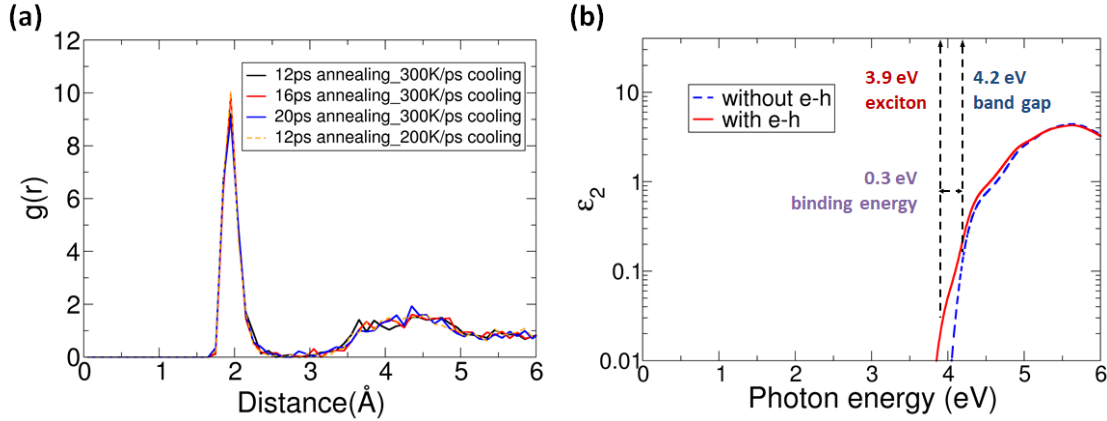 (a)
12
10
8
6
4
2
0
g(r)
12ps annealing_300K/ps cooling
16ps annealing_300K/ps cooling
20ps annealing_300K/ps cooling
12ps annealing_200K/ps cooling
0 1 2 3 4 5 6
Distance(Å)
(b)
10
1
0.1
0.01
ε2
without e-h
with e-h
3.9 eV
exciton
4.2 eV
band gap
0.3 eV
binding energy
0 1 2 3 4 5 6
Photon energy (eV)